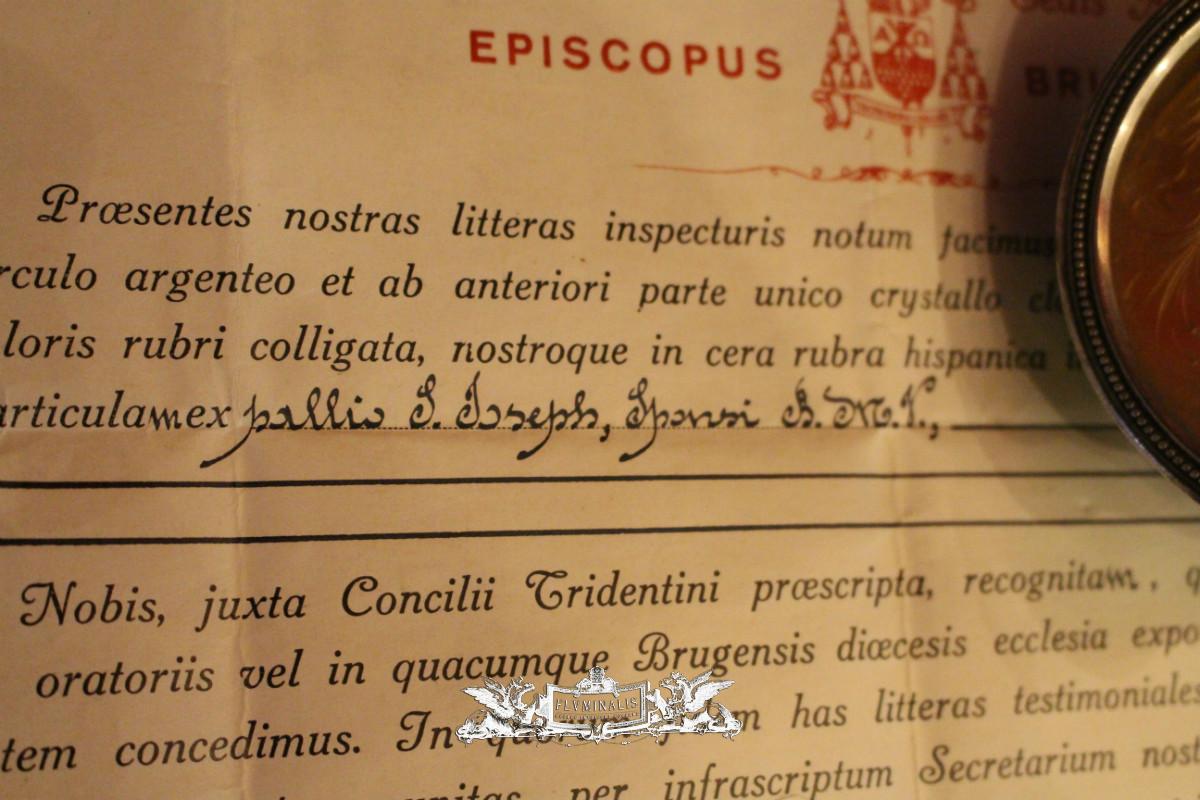 EPISCOPUS
Præsentes nostras litteras inspecturis notum facimus
rculo argenteo et ab anteriori parte unico crystallo
loris rubri colligata, nostroque in cera rubra hispanica
articulam ex pallio S. Joseph, Sponsi B. M. V.,
Nobis, juxta Concilii Tridentini præscripta, recognitam,
oratoriis vel in quacumque Brugensis diœcesis ecclesia expo
tem concedimus. In has litteras testimoniales
per infrascriptum Secretarium nost
FLVMINALIS